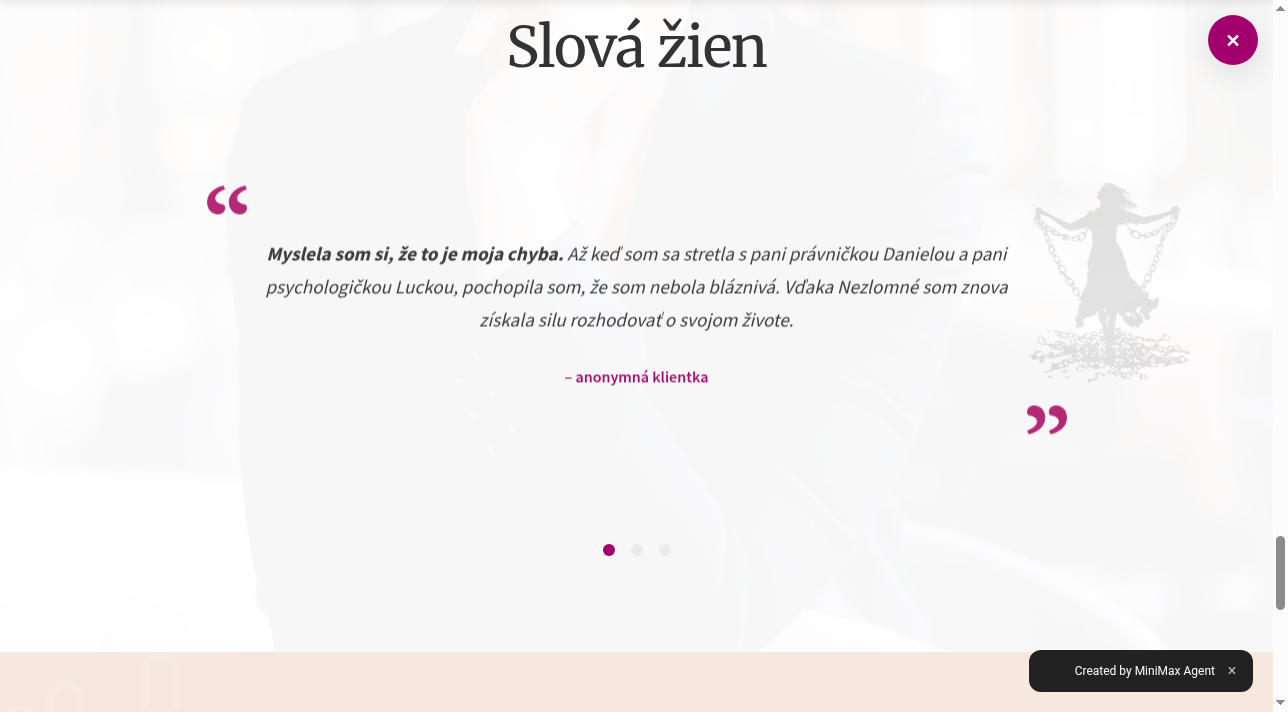 Slová žien
“
Myslela som si, že to je moja chyba. Až keď som sa stretla s pani právničkou Danielou a pani
psychologičkou Luckou, pochopila som, že som nebola bláznivá. Vďaka Nezlomné som znova
získala silu rozhodovať o svojom živote.
– anonymná klientka
”
Created by MiniMax Agent ×